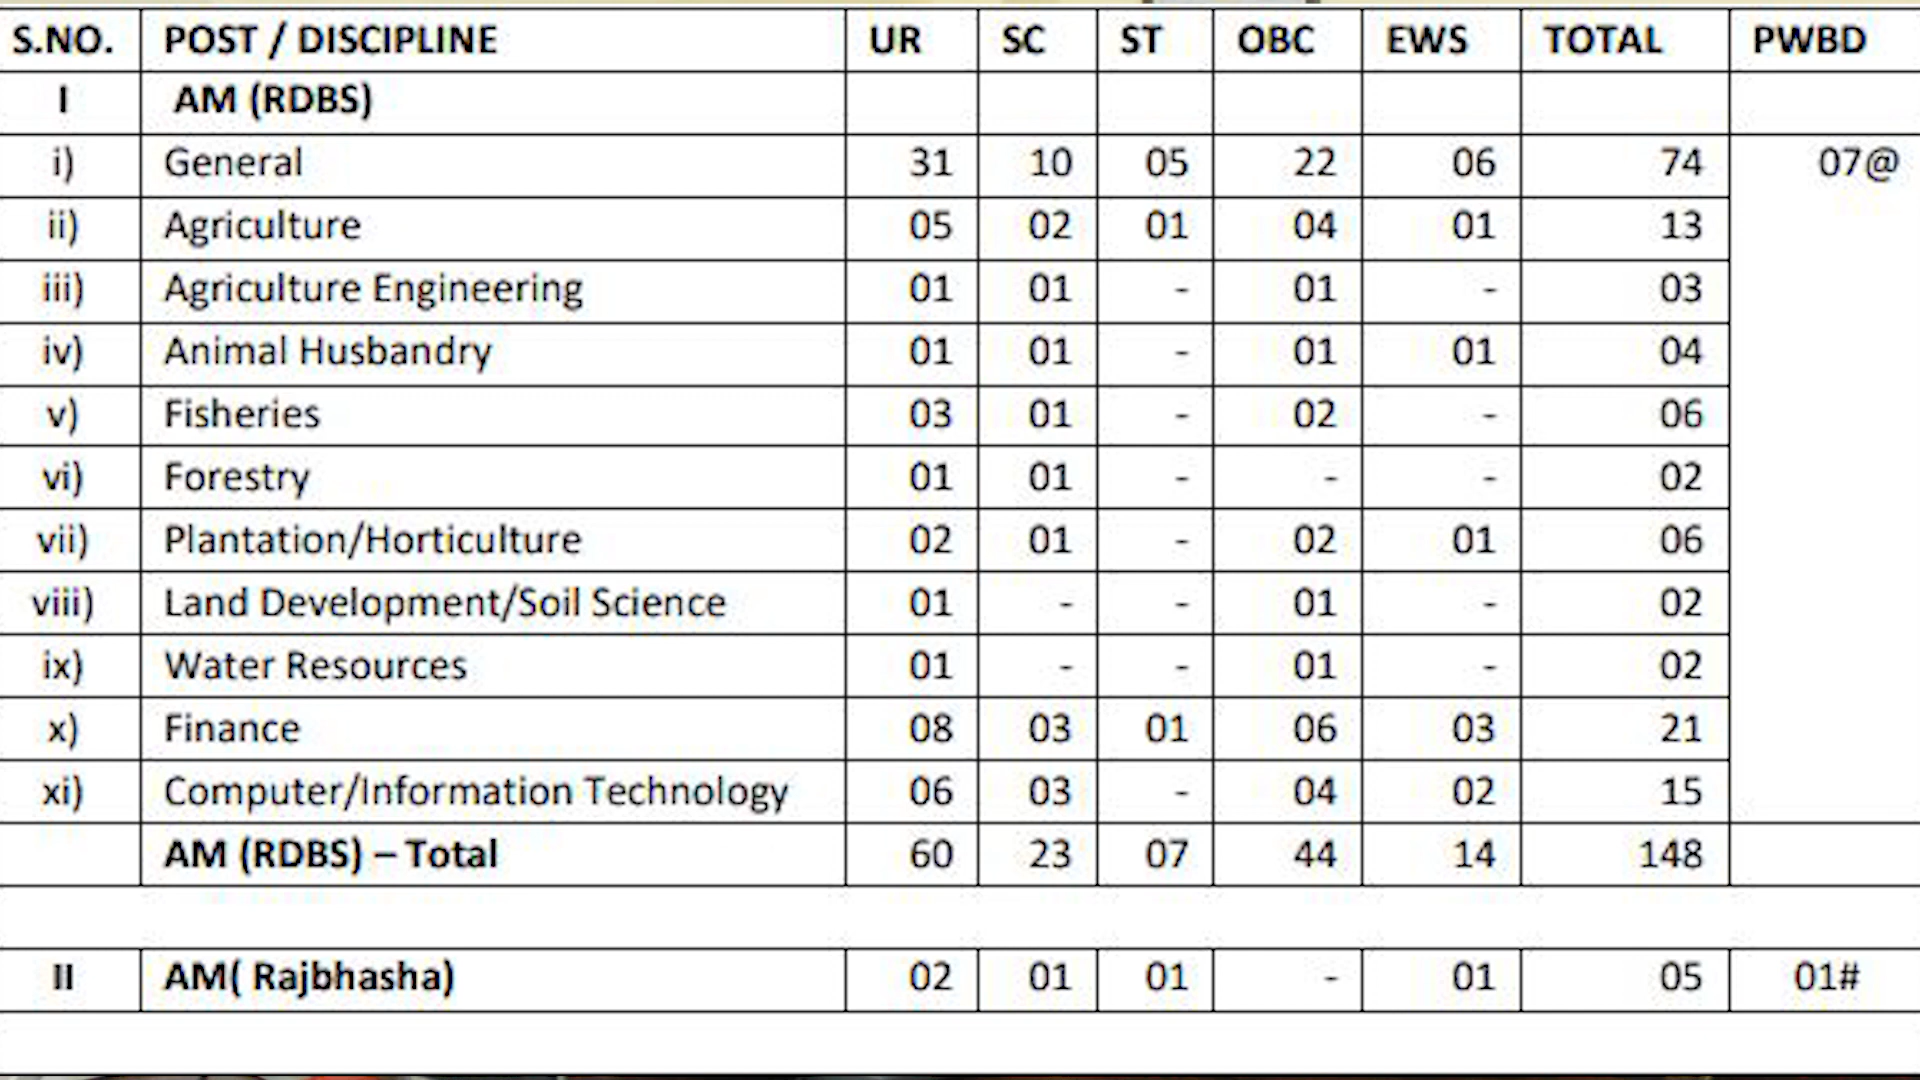 S.NO. POST / DISCIPLINE UR SC ST OBC EWS TOTAL PWBD
I AM (RDBS)
i) General 31 10 05 22 06 74 07@
ii) Agriculture 05 02 01 04 01 13
iii) Agriculture Engineering 01 01 - 01 - 03
iv) Animal Husbandry 01 01 - 01 01 04
v) Fisheries 03 01 - 02 - 06
vi) Forestry 01 01 - - - 02
vii) Plantation/Horticulture 02 01 - 02 01 06
viii) Land Development/Soil Science 01 - - 01 - 02
ix) Water Resources 01 - - 01 - 02
x) Finance 08 03 01 06 03 21
xi) Computer/Information Technology 06 03 - 04 02 15
AM (RDBS) – Total 60 23 07 44 14 148
II AM( Rajbhasha) 02 01 01 - 01 05 01#